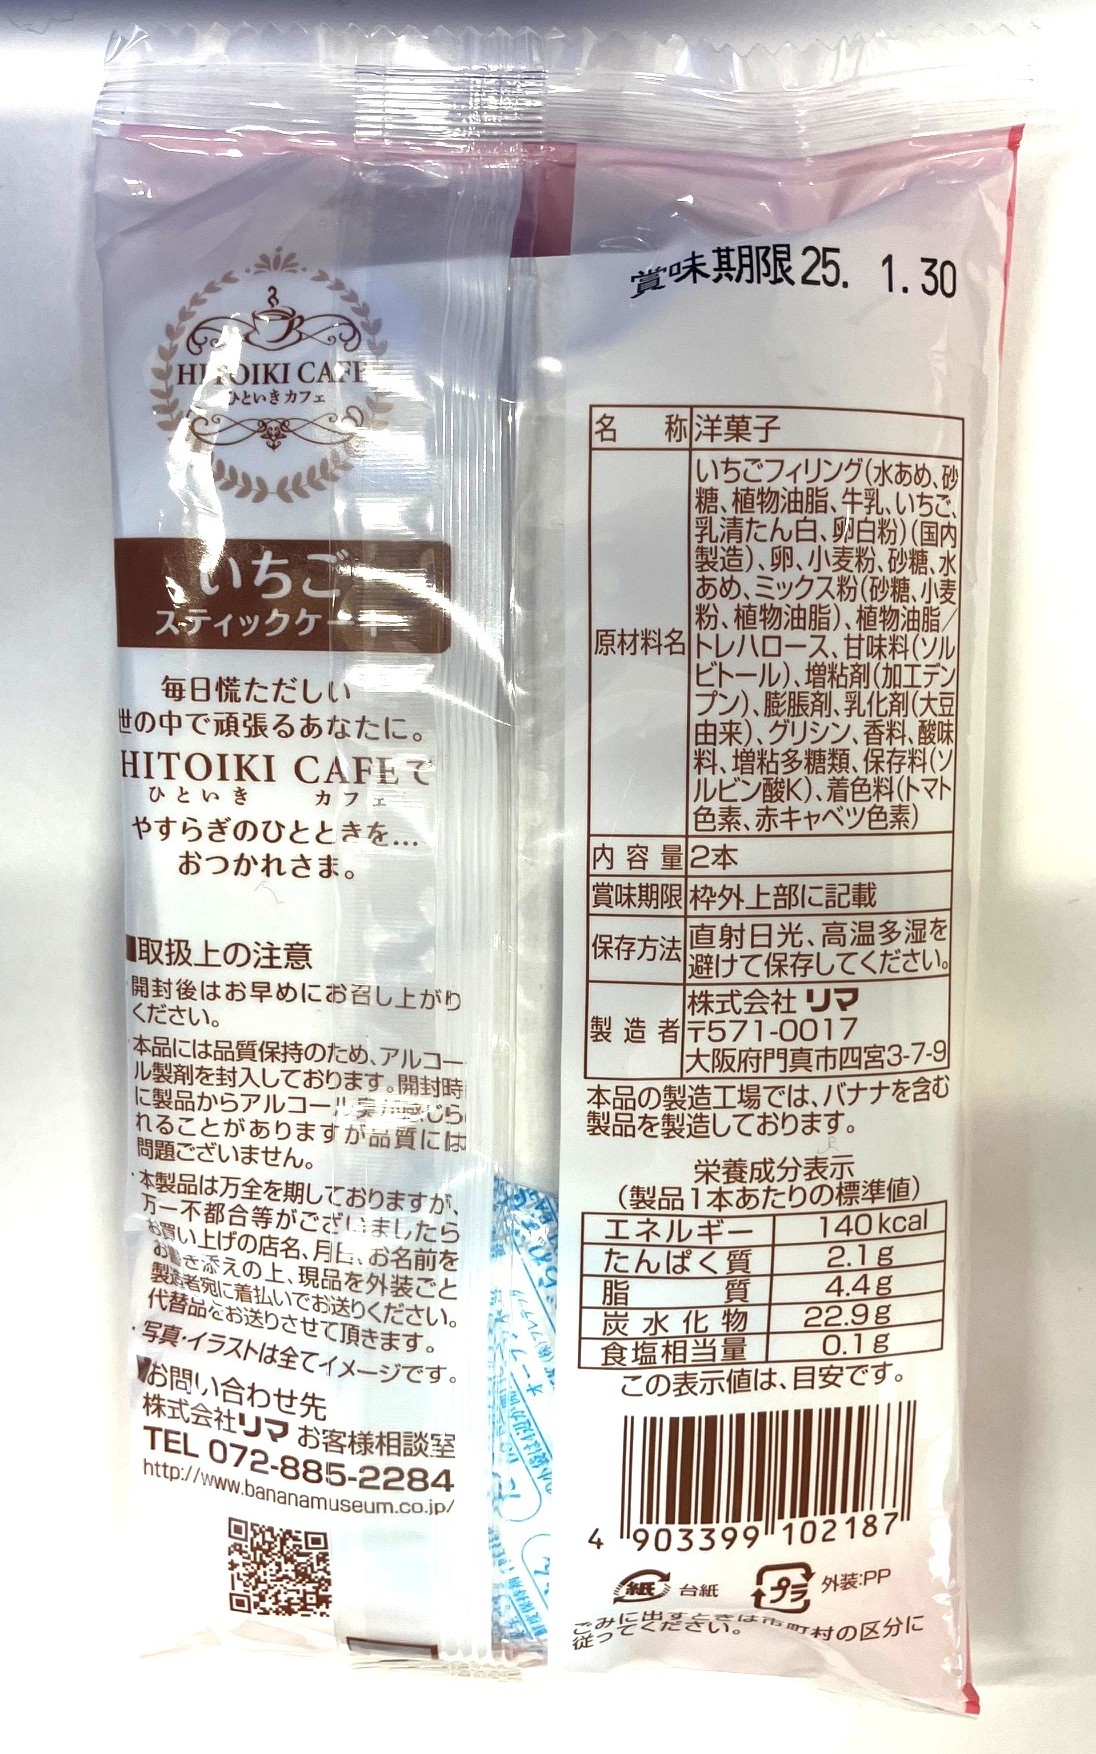 HITOIKI CAFE
ひといきカフェ
いちご
スティックケーキ
毎日慌ただしい
世の中で頑張るあなたに。
HITOIKI CAFEで
ひといき カフェ
やすらぎのひとときを…
おつかれさま。
取扱上の注意
・開封後はお早めにお召し上がり
ください。
・本品には品質保持のため、アルコー
ル製剤を封入しております。開封時
に製品からアルコール臭が感じら
れることがありますが品質には
問題ございません。
・本製品は万全を期しておりますが、
万一不都合等がございましたら
お買い上げの店名、月日、お名前を
お書き添えの上、現品を外装ごと
製造者宛に着払いでお送りください。
代替品をお送りさせて頂きます。
・写真・イラストは全てイメージです。
お問い合わせ先
株式会社リマ お客様相談室
TEL 072-885-2284
http://www.bananamuseum.co.jp/
賞味期限25. 1.30
名 称 洋菓子
原材料名 いちごフィリング(水あめ、砂
糖、植物油脂、牛乳、いちご、
乳清たん白、卵白粉)(国内
製造)、卵、小麦粉、砂糖、水
あめ、ミックス粉(砂糖、小麦
粉、植物油脂)、植物油脂/
トレハロース、甘味料(ソル
ビトール)、増粘剤(加工デン
プン)、膨脹剤、乳化剤(大豆
由来)、グリシン、香料、酸味
料、増粘多糖類、保存料(ソ
ルビン酸K)、着色料(トマト
色素、赤キャベツ色素)
内容量 2本
賞味期限 枠外上部に記載
保存方法 直射日光、高温多湿を
避けて保存してください。
製造者 株式会社 リマ
〒571-0017
大阪府門真市四宮3-7-9
本品の製造工場では、バナナを含む
製品を製造しております。
栄養成分表示
(製品1本あたりの標準値)
エネルギー 140kcal
たんぱく質 2.1g
脂 質 4.4g
炭水化物 22.9g
食塩相当量 0.1g
この表示値は、目安です。
4 903399 102187
紙 台紙 プラ 外装:PP
ごみに出すときは市町村の区分に
従ってください。